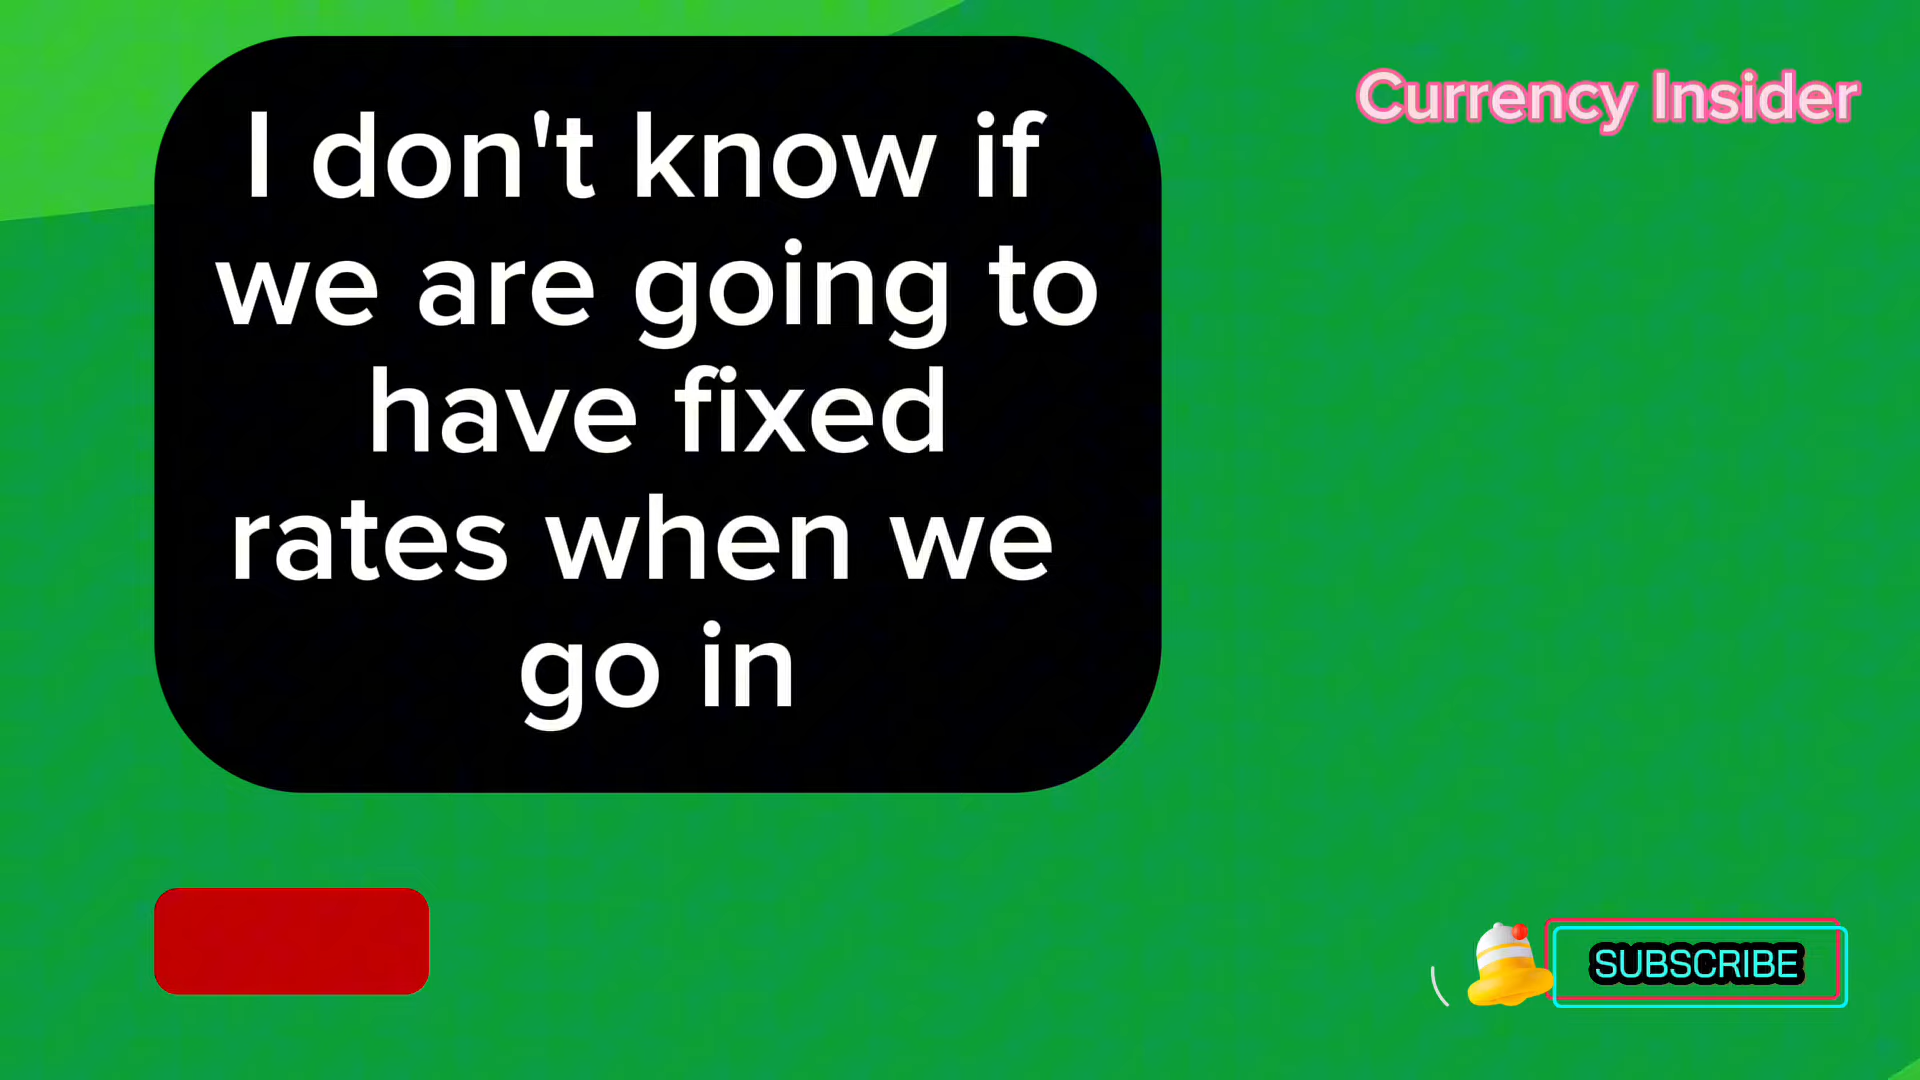 I don't know if
we are going to
have fixed
rates when we
go in
Currency Insider
SUBSCRIBE